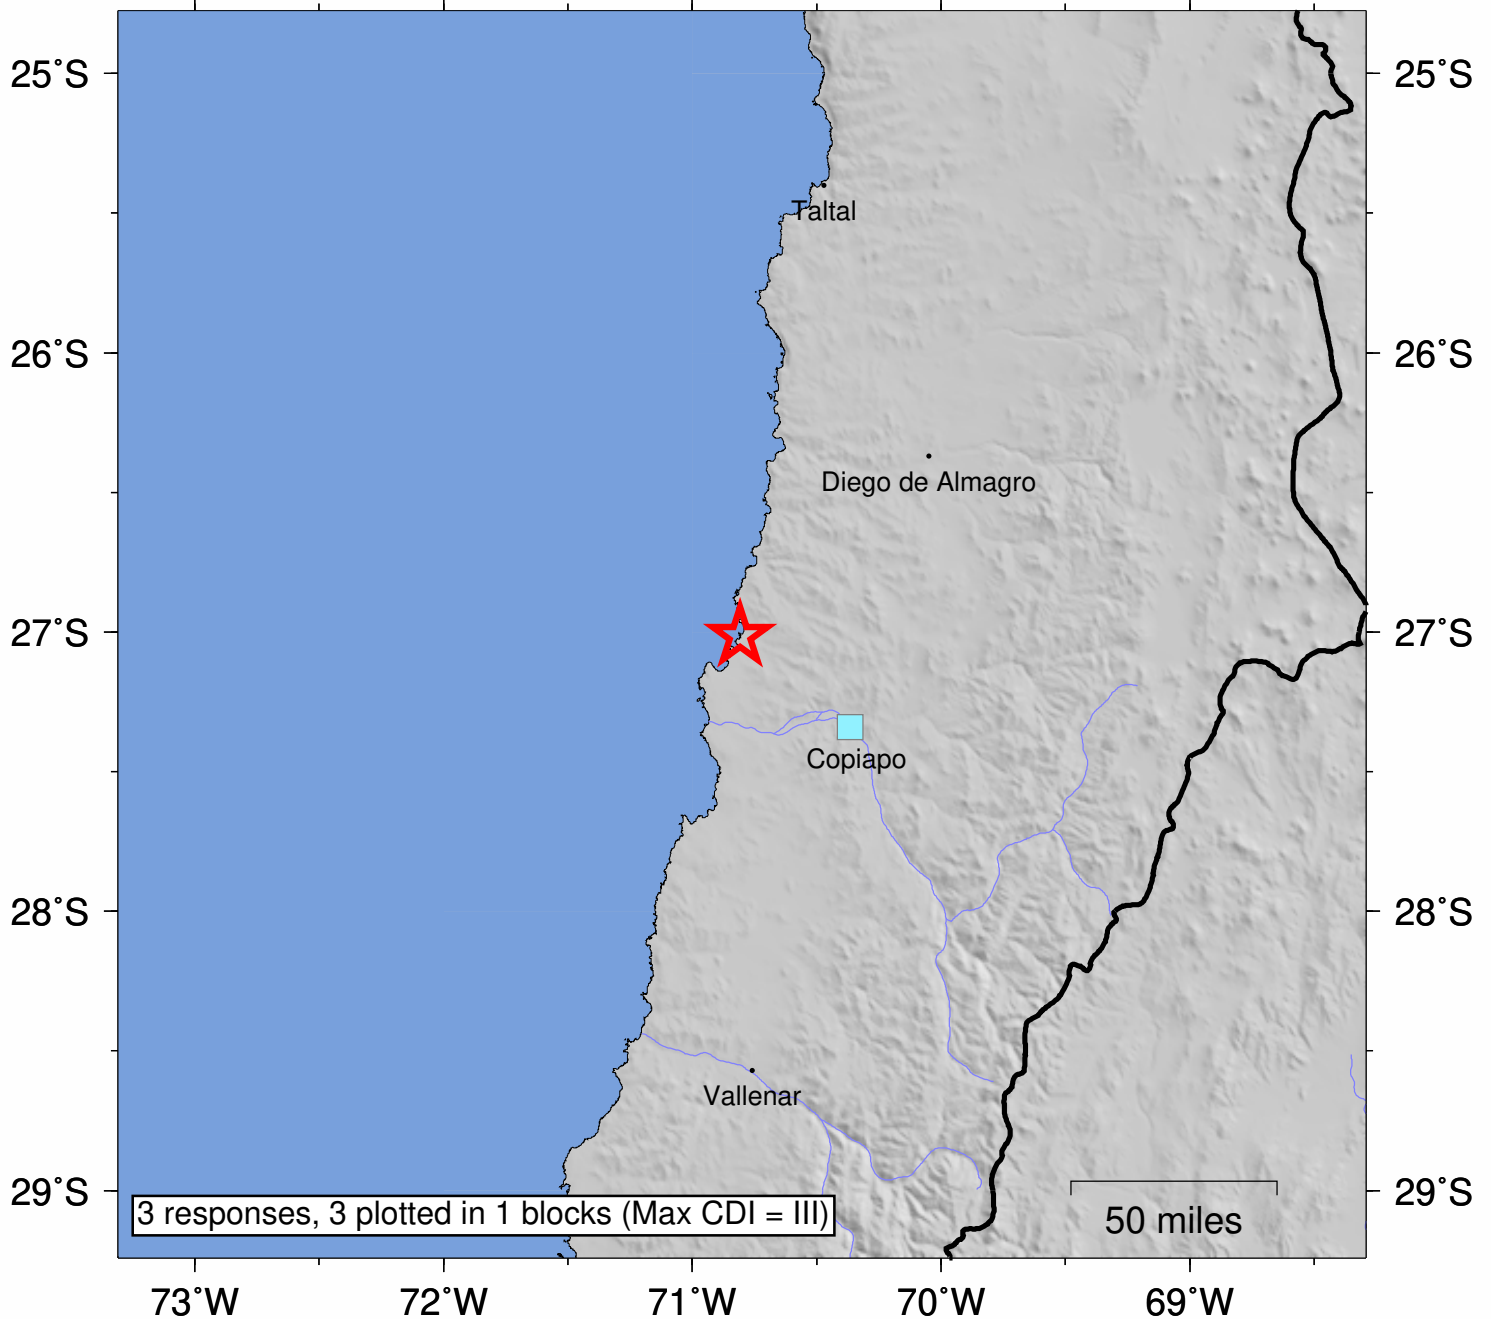 25°S 25°S
Taltal
26°S 26°S
Diego de Almagro
27°S 27°S
Copiapo
28°S 28°S
Vallenar
29°S 29°S
3 responses, 3 plotted in 1 blocks (Max CDI = III)
50 miles
73°W 72°W 71°W 70°W 69°W